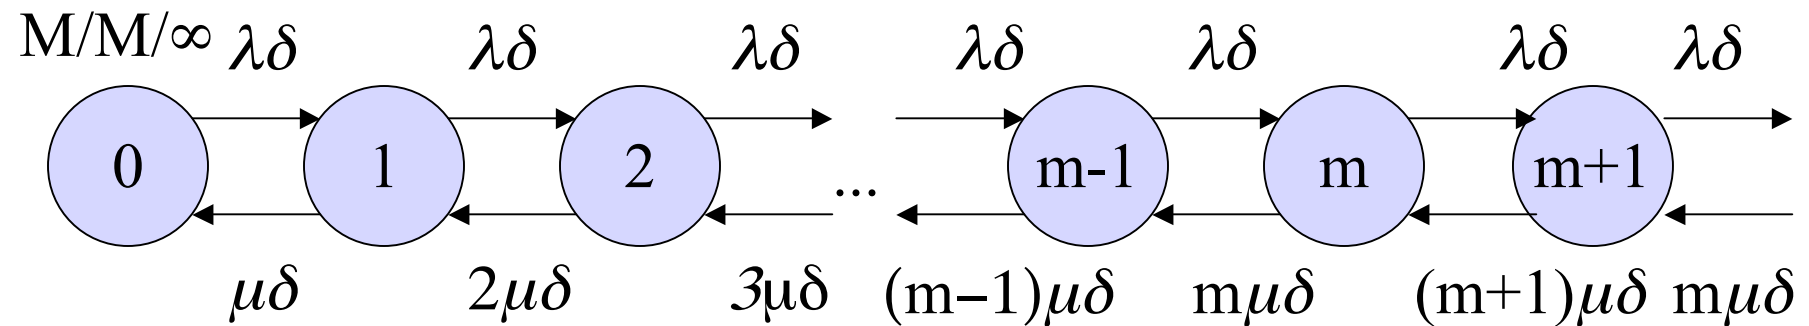 M/M/∞ λδ λδ λδ λδ λδ λδ λδ
0 1 2 ... m-1 m m+1
μδ 2μδ 3μδ (m−1)μδ mμδ (m+1)μδ mμδ